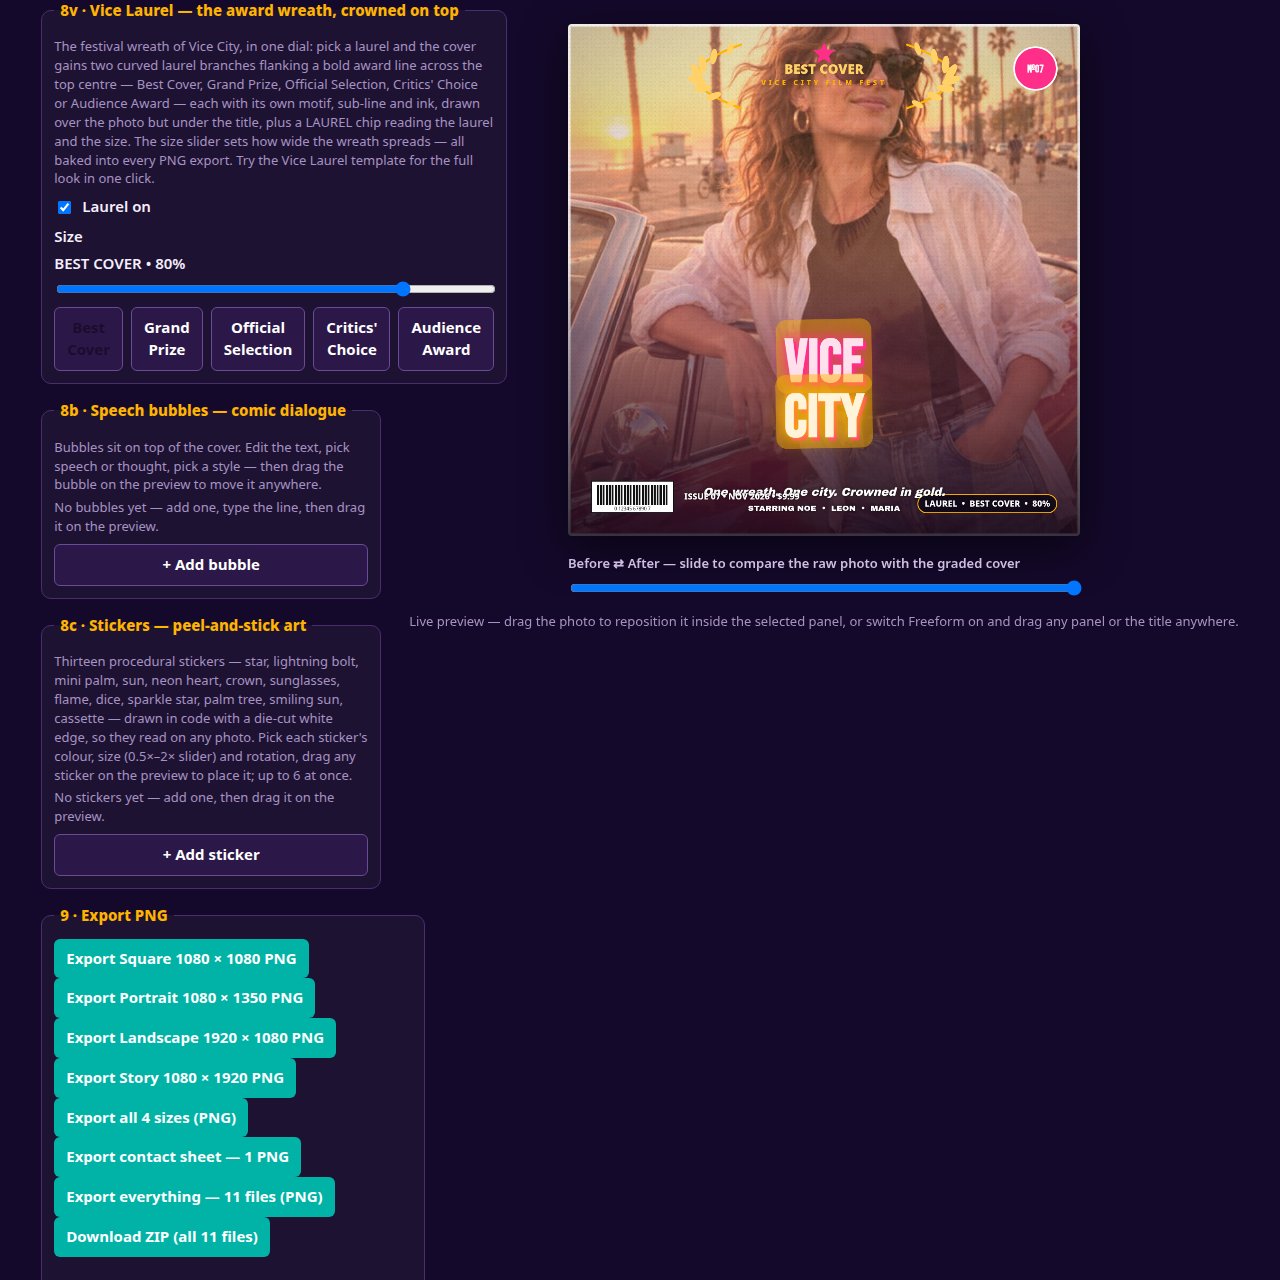 8v · Vice Laurel — the award wreath, crowned on top
The festival wreath of Vice City, in one dial: pick a laurel and the cover
gains two curved laurel branches flanking a bold award line across the
top centre — Best Cover, Grand Prize, Official Selection, Critics' Choice
or Audience Award — each with its own motif, sub-line and ink, drawn
over the photo but under the title, plus a LAUREL chip reading the laurel
and the size. The size slider sets how wide the wreath spreads — all
baked into every PNG export. Try the Vice Laurel template for the full
look in one click.
Laurel on
Size
BEST COVER • 80%
Best
Cover
Grand
Prize
Official
Selection
Critics'
Choice
Audience
Award
8b · Speech bubbles — comic dialogue
Bubbles sit on top of the cover. Edit the text, pick
speech or thought, pick a style — then drag the
bubble on the preview to move it anywhere.
No bubbles yet — add one, type the line, then drag
it on the preview.
+ Add bubble
8c · Stickers — peel-and-stick art
Thirteen procedural stickers — star, lightning bolt,
mini palm, sun, neon heart, crown, sunglasses,
flame, dice, sparkle star, palm tree, smiling sun,
cassette — drawn in code with a die-cut white
edge, so they read on any photo. Pick each sticker's
colour, size (0.5×–2× slider) and rotation, drag any
sticker on the preview to place it; up to 6 at once.
No stickers yet — add one, then drag it on the
preview.
+ Add sticker
9 · Export PNG
Export Square 1080 × 1080 PNG
Export Portrait 1080 × 1350 PNG
Export Landscape 1920 × 1080 PNG
Export Story 1080 × 1920 PNG
Export all 4 sizes (PNG)
Export contact sheet — 1 PNG
Export everything — 11 files (PNG)
Download ZIP (all 11 files)
BEST COVER
VICE CITY FILM FEST
№07
VICE
CITY
One wreath. One city. Crowned in gold.
ISSUE 07 • NOV 2026 • $9.99
STARRING NOE • LEON • MARIA
LAUREL • BEST COVER • 80%
Before ⇄ After — slide to compare the raw photo with the graded cover
Live preview — drag the photo to reposition it inside the selected panel, or switch Freeform on and drag any panel or the title anywhere.